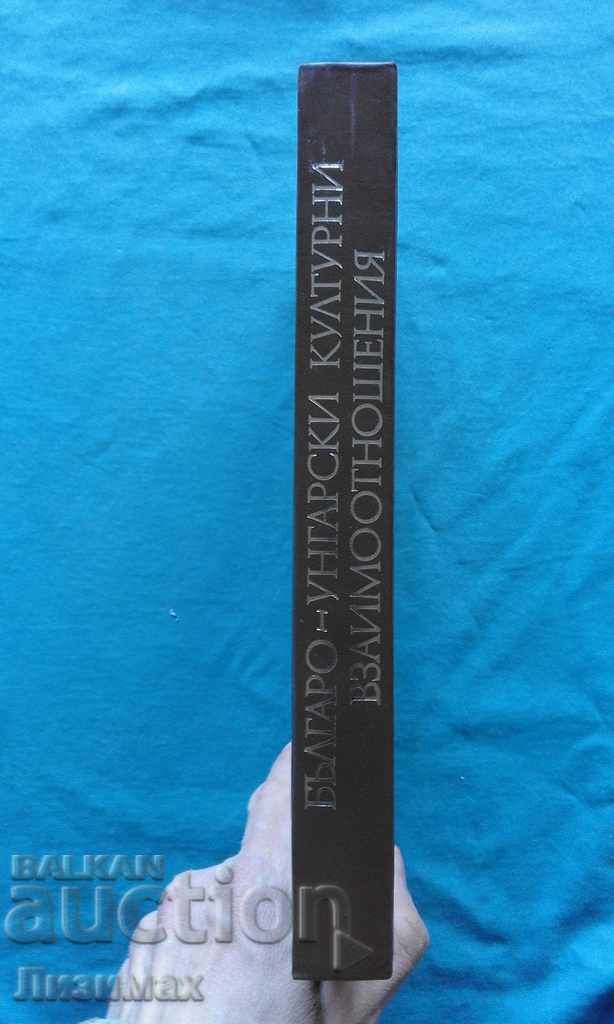 БЪЛГАРО-УНГАРСКИ КУЛТУРНИ
ВЗАИМООТНОШЕНИЯ
BALKAN
auction
Лизимах